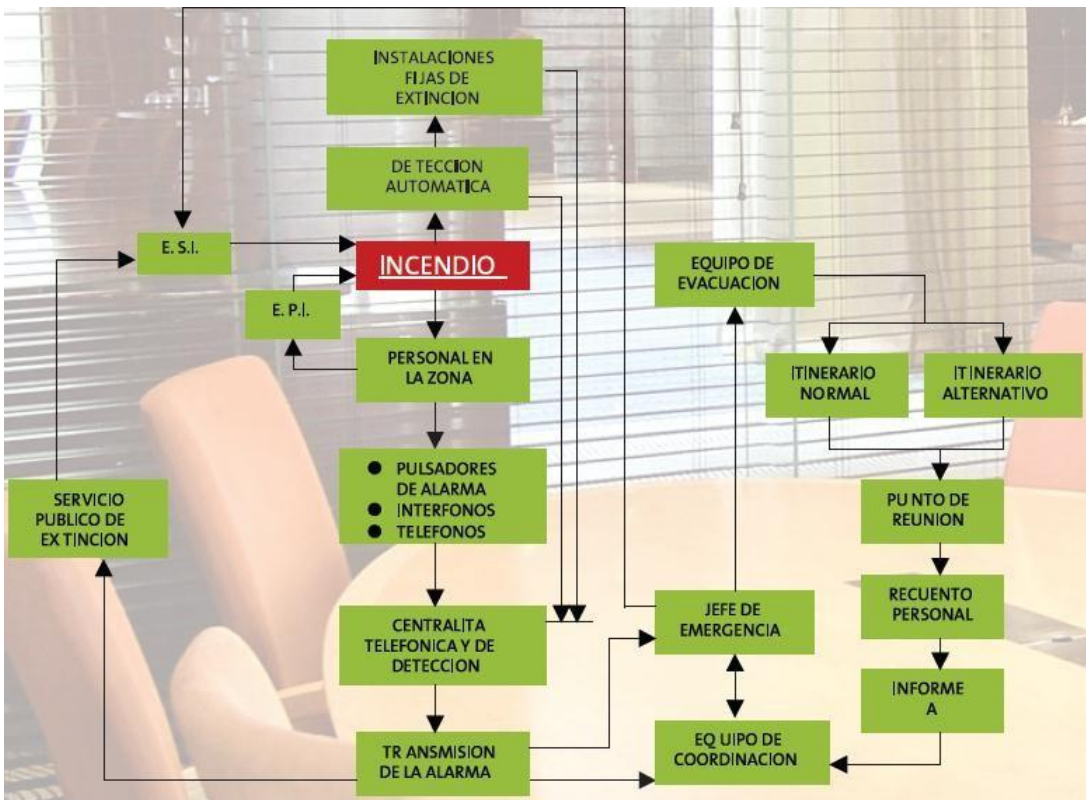 INSTALACIONES
FIJAS DE
EXTINCION
DE TECCION
AUTOMATICA
E. S.I.
INCENDIO
EQUIPO DE
EVACUACION
E. P.I.
PERSONAL EN
LA ZONA
ITINERARIO
NORMAL
ITINERARIO
ALTERNATIVO
● PULSADORES
DE ALARMA
● INTERFONOS
● TELEFONOS
SERVICIO
PUBLICO DE
EX TINCION
PU NTO DE
REUNION
CENTRALITA
TELEFONICA Y DE
DETECCION
JEFE DE
EMERGENCIA
RECUENTO
PERSONAL
INFORME
A
TR ANSMISION
DE LA ALARMA
EQ UIPO DE
COORDINACION